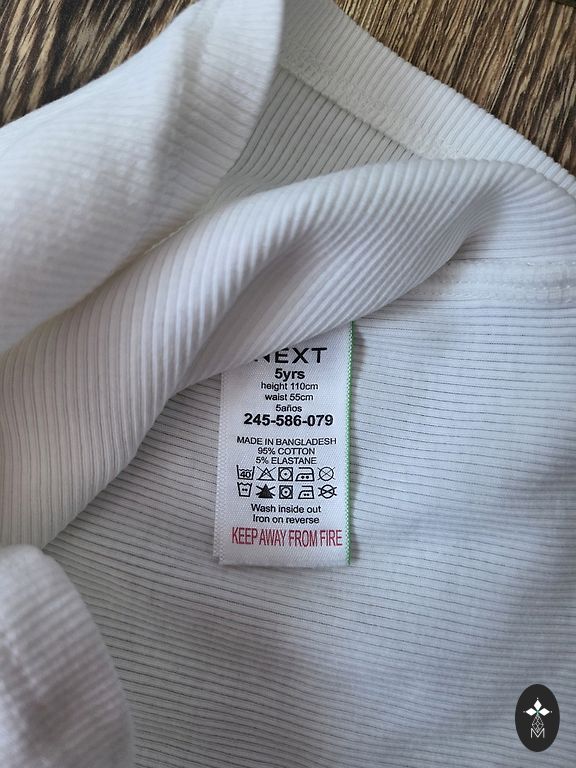 NEXT
5yrs
height 110cm
waist 55cm
5años
245-586-079
MADE IN BANGLADESH
95% COTTON
5% ELASTANE
40
Wash inside out
Iron on reverse
KEEP AWAY FROM FIRE
M